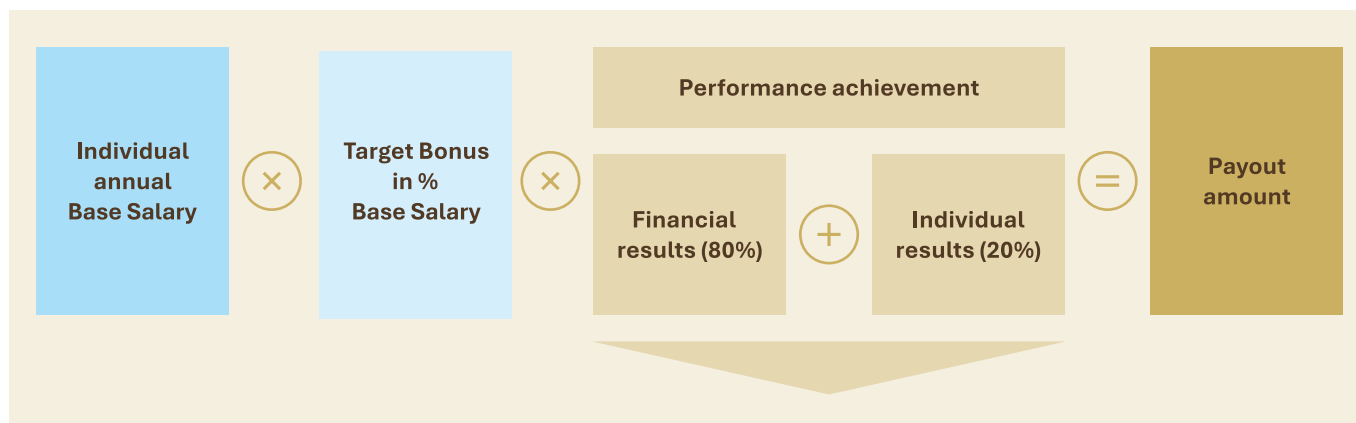 Individual
annual
Base Salary
×
Target Bonus
in %
Base Salary
×
Performance achievement
Financial
results (80%)
+
Individual
results (20%)
=
Payout
amount